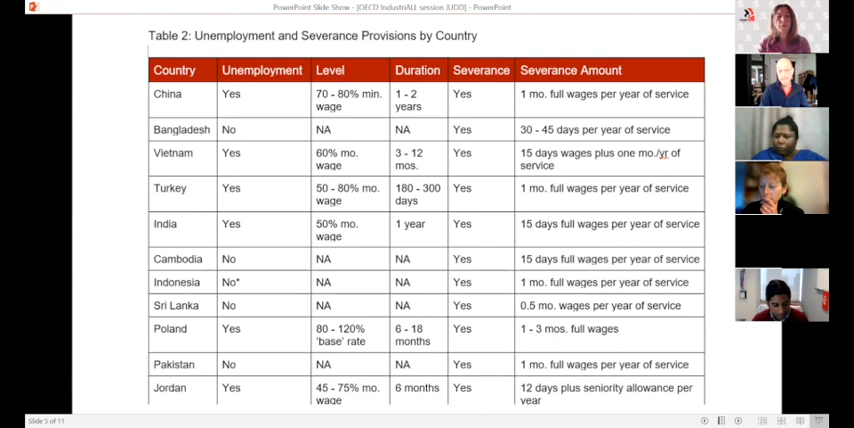 PowerPoint Slide Show - [OECD IndustriALL session JUDD] - PowerPoint
Table 2: Unemployment and Severance Provisions by Country
Country Unemployment Level Duration Severance Severance Amount
China Yes 70 - 80% min. 1 - 2 Yes 1 mo. full wages per year of service
wage years
Bangladesh No NA NA Yes 30 - 45 days per year of service
Vietnam Yes 60% mo. 3 - 12 Yes 15 days wages plus one mo./yr of
wage mos. service
Turkey Yes 50 - 80% mo. 180 - 300 Yes 1 mo. full wages per year of service
wage days
India Yes 50% mo. 1 year Yes 15 days full wages per year of service
wage
Cambodia No NA NA Yes 15 days full wages per year of service
Indonesia No* NA NA Yes 1 mo. full wages per year of service
Sri Lanka No NA NA Yes 0.5 mo. wages per year of service
Poland Yes 80 - 120% 6 - 18 Yes 1 - 3 mos. full wages
'base' rate months
Pakistan No NA NA Yes 1 mo. full wages per year of service
Jordan Yes 45 - 75% mo. 6 months Yes 12 days plus seniority allowance per
wage year
Slide 5 of 11